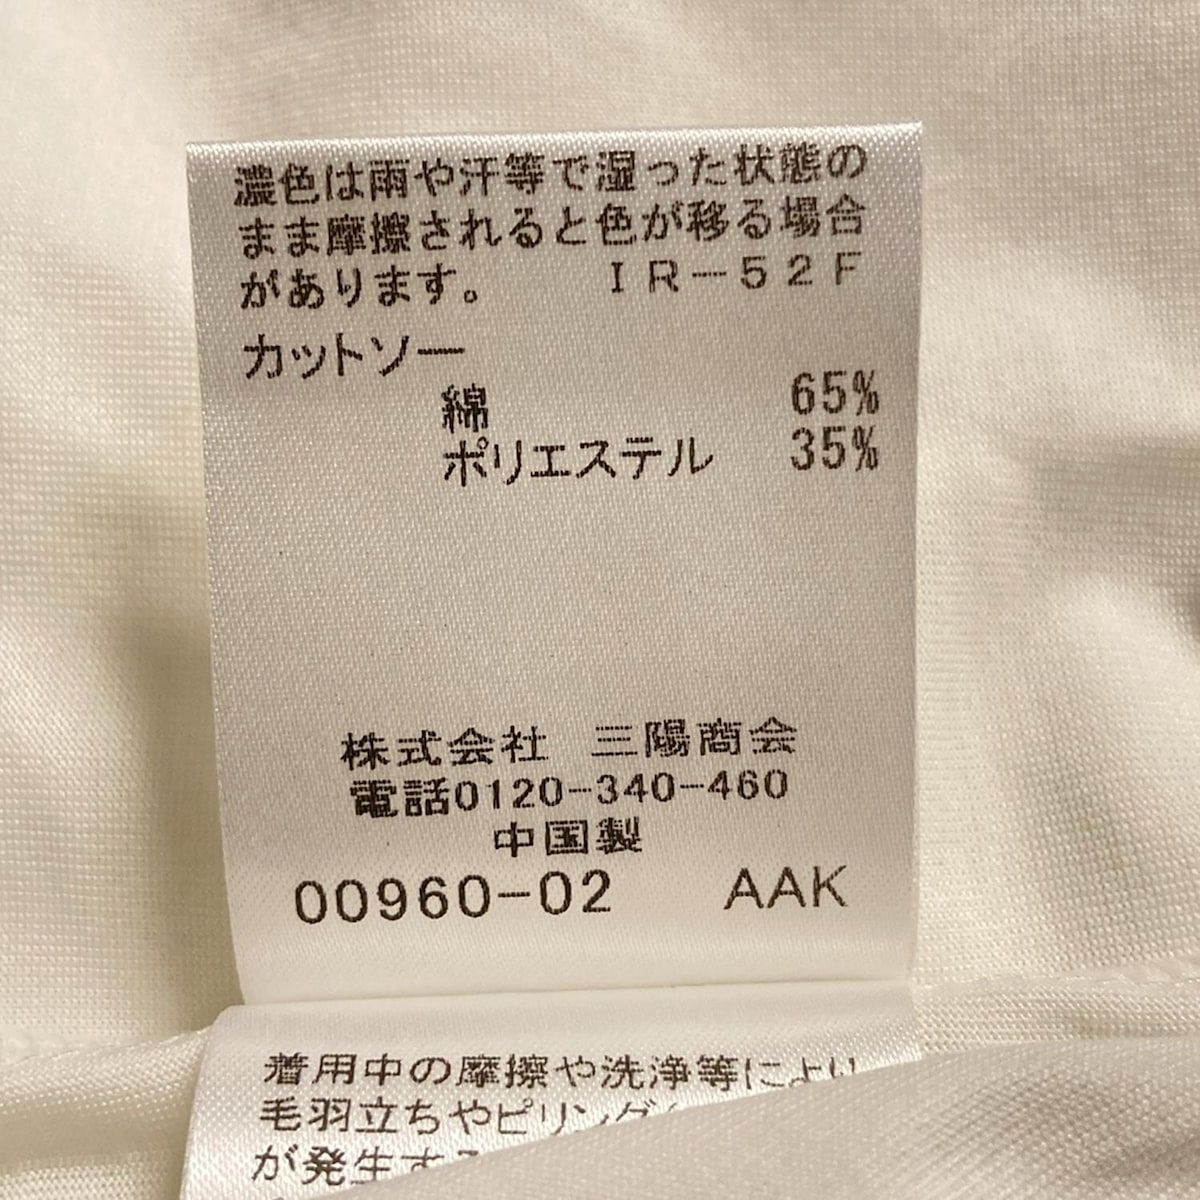 濃色は雨や汗等で湿った状態の
まま摩擦されると色が移る場合
があります。 IR-52F
カットソー
綿 65%
ポリエステル 35%
株式会社 三陽商会
電話0120-340-460
中国製
00960-02 AAK
着用中の摩擦や洗浄等により
毛羽立ちやピリング
が発生す